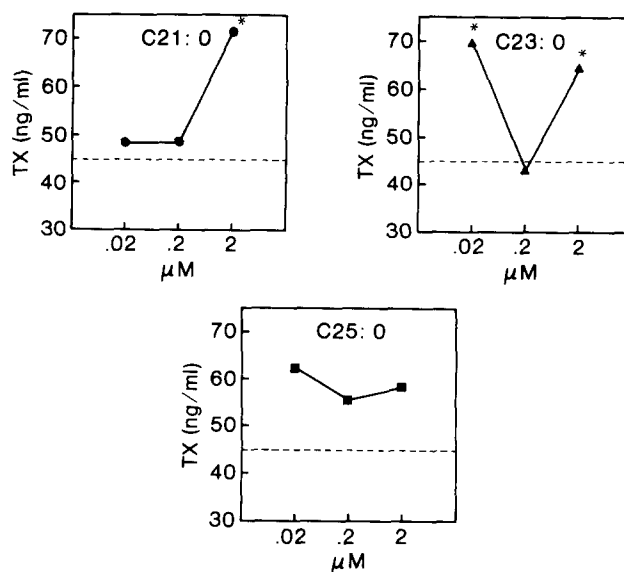 C21: 0
*
TX (ng/ml)
70
60
50
40
30
.02 .2 2
μM
C23: 0
* *
TX (ng/ml)
70
60
50
40
30
.02 .2 2
μM
C25: 0
TX (ng/ml)
70
60
50
40
30
.02 .2 2
μM